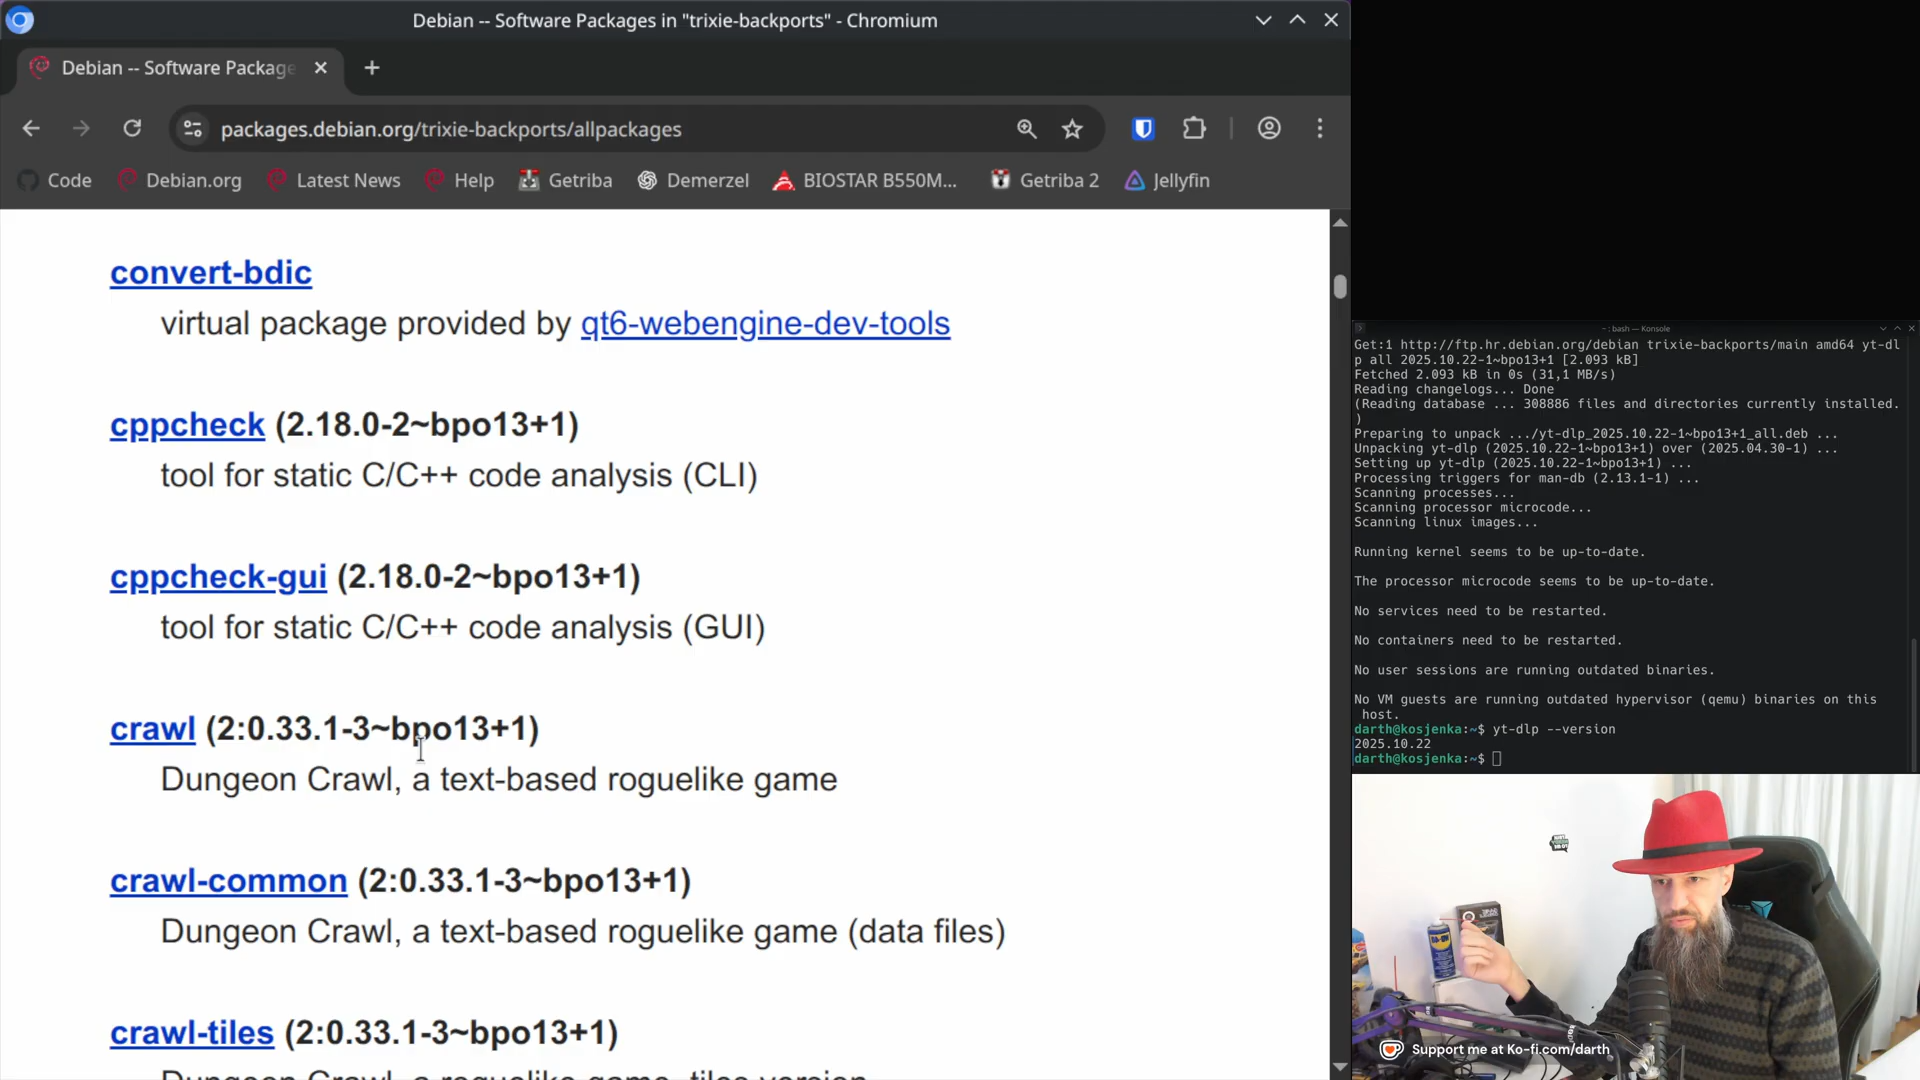 Debian -- Software Packages in "trixie-backports" - Chromium
Debian -- Software Package
packages.debian.org/trixie-backports/allpackages
Code
Debian.org
Latest News
Help
Getriba
Demerzel
BIOSTAR B550M...
Getriba 2
Jellyfin
convert-bdic
virtual package provided by qt6-webengine-dev-tools
cppcheck (2.18.0-2~bpo13+1)
tool for static C/C++ code analysis (CLI)
cppcheck-gui (2.18.0-2~bpo13+1)
tool for static C/C++ code analysis (GUI)
crawl (2:0.33.1-3~bpo13+1)
Dungeon Crawl, a text-based roguelike game
crawl-common (2:0.33.1-3~bpo13+1)
Dungeon Crawl, a text-based roguelike game (data files)
crawl-tiles (2:0.33.1-3~bpo13+1)
Dungeon Crawl, a roguelike game, tiles version
~ : bash — Konsole
Get:1 http://ftp.hr.debian.org/debian trixie-backports/main amd64 yt-dl
p all 2025.10.22-1~bpo13+1 [2.093 kB]
Fetched 2.093 kB in 0s (31,1 MB/s)
Reading changelogs... Done
(Reading database ... 308886 files and directories currently installed.
)
Preparing to unpack .../yt-dlp_2025.10.22-1~bpo13+1_all.deb ...
Unpacking yt-dlp (2025.10.22-1~bpo13+1) over (2025.04.30-1) ...
Setting up yt-dlp (2025.10.22-1~bpo13+1) ...
Processing triggers for man-db (2.13.1-1) ...
Scanning processes...
Scanning processor microcode...
Scanning linux images...
Running kernel seems to be up-to-date.
The processor microcode seems to be up-to-date.
No services need to be restarted.
No containers need to be restarted.
No user sessions are running outdated binaries.
No VM guests are running outdated hypervisor (qemu) binaries on this
host.
darth@kosjenka:~$ yt-dlp --version
2025.10.22
darth@kosjenka:~$
Support me at Ko-fi.com/darth